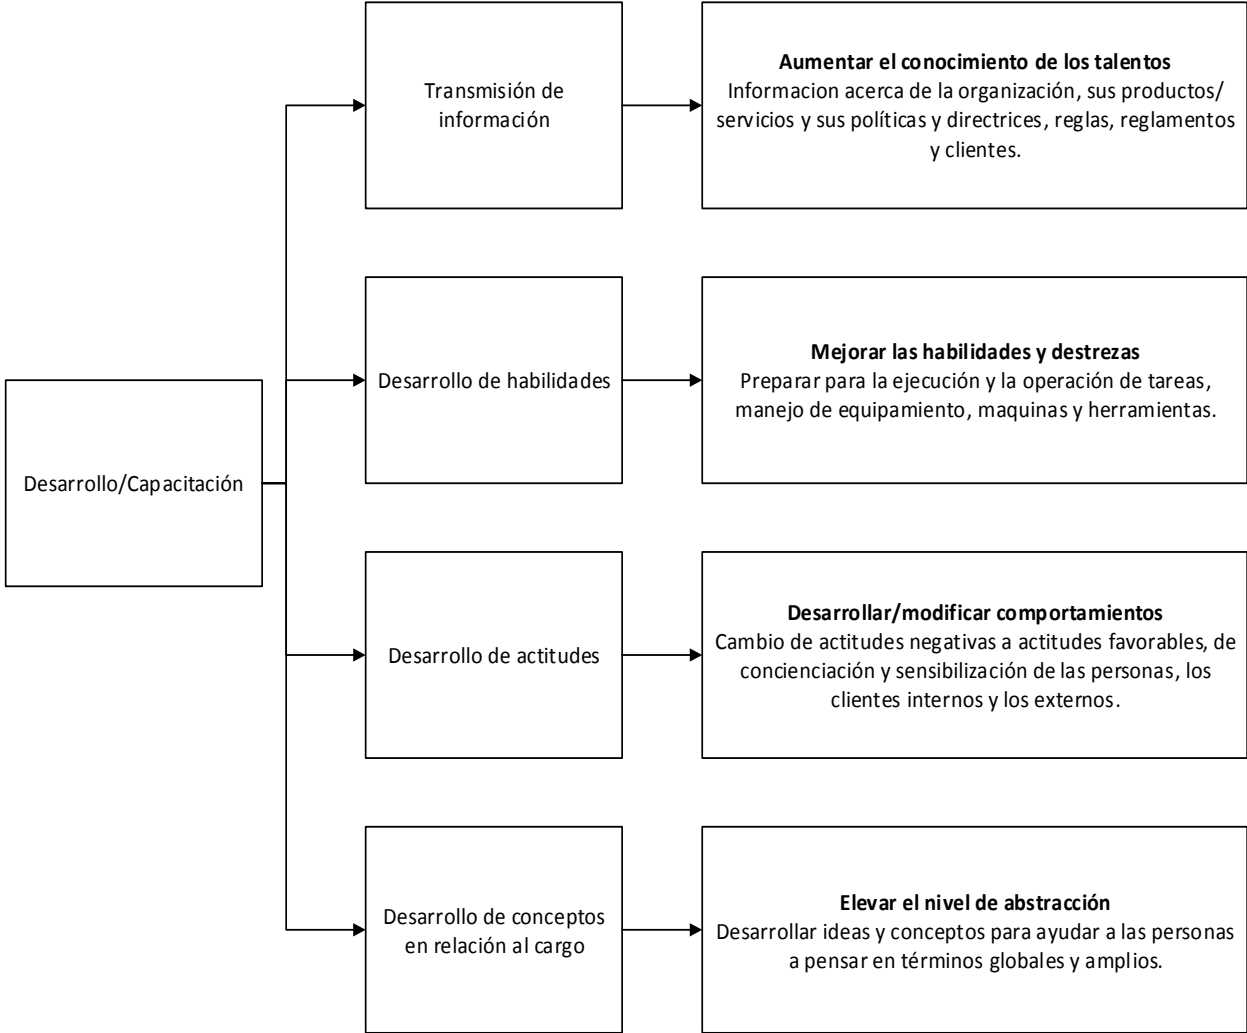 Desarrollo/Capacitación
Transmisión de
información
Aumentar el conocimiento de los talentos
Informacion acerca de la organización, sus productos/
servicios y sus políticas y directrices, reglas, reglamentos
y clientes.
Desarrollo de habilidades
Mejorar las habilidades y destrezas
Preparar para la ejecución y la operación de tareas,
manejo de equipamiento, maquinas y herramientas.
Desarrollo de actitudes
Desarrollar/modificar comportamientos
Cambio de actitudes negativas a actitudes favorables, de
concienciación y sensibilización de las personas, los
clientes internos y los externos.
Desarrollo de conceptos
en relación al cargo
Elevar el nivel de abstracción
Desarrollar ideas y conceptos para ayudar a las personas
a pensar en términos globales y amplios.